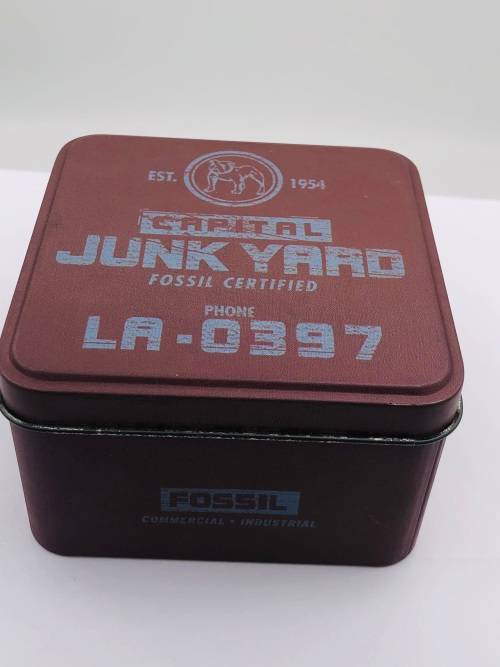 EST. 1954
CAPITAL
JUNK YARD
FOSSIL CERTIFIED
PHONE
LA-0397
FOSSIL
COMMERCIAL • INDUSTRIAL